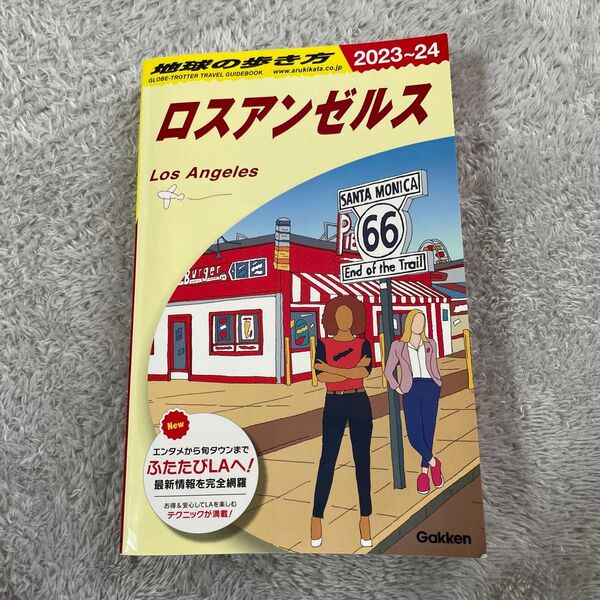 地球の歩き方
GLOBE-TROTTER TRAVEL GUIDEBOOK
www.arukikata.co.jp
2023~24
ロスアンゼルス
Los Angeles
SANTA MONICA
66
End of the Trail
Burger
New
エンタメから旬タウンまで
ふたたびLAへ!
最新情報を完全網羅
お得&安心してLAを楽しむ
テクニックが満載!
Gakken